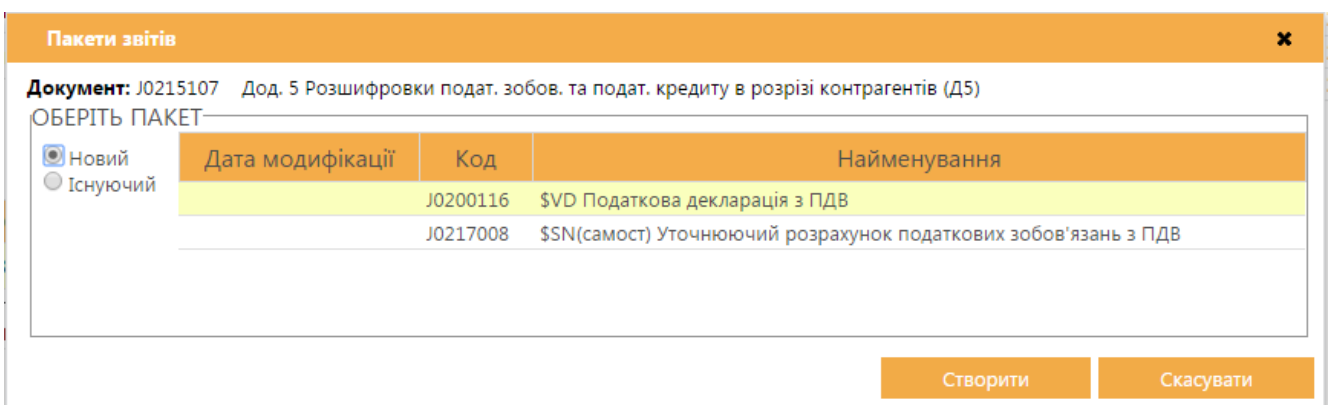 Пакети звітів
Документ: J0215107 Дод. 5 Розшифровки подат. зобов. та подат. кредиту в розрізі контрагентів (Д5)
ОБЕРІТЬ ПАКЕТ
Новий
Існуючий
Дата модифікації Код Найменування
J0200116 $VD Податкова декларація з ПДВ
J0217008 $SN(самост) Уточнюючий розрахунок податкових зобов'язань з ПДВ
Створити Скасувати